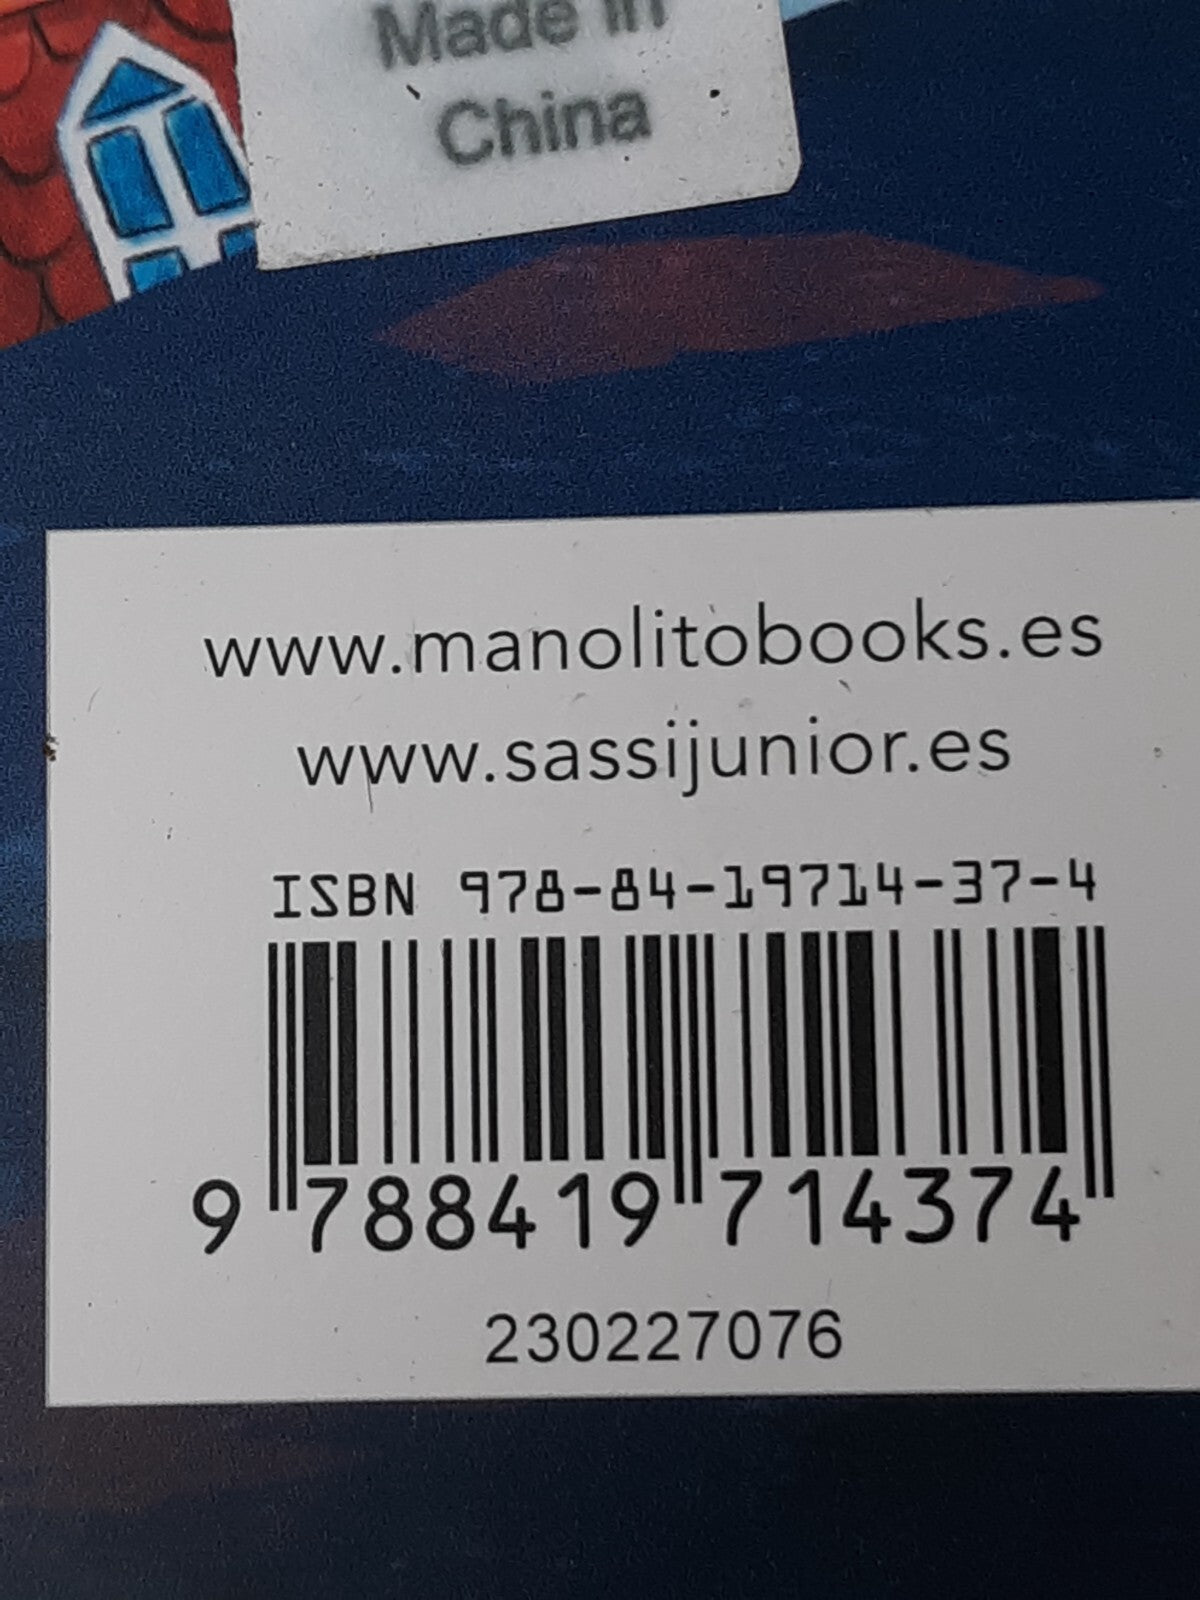 Made in
China
www.manolitobooks.es
www.sassijunior.es
ISBN 978-84-19714-37-4
9 788419 714374
230227076